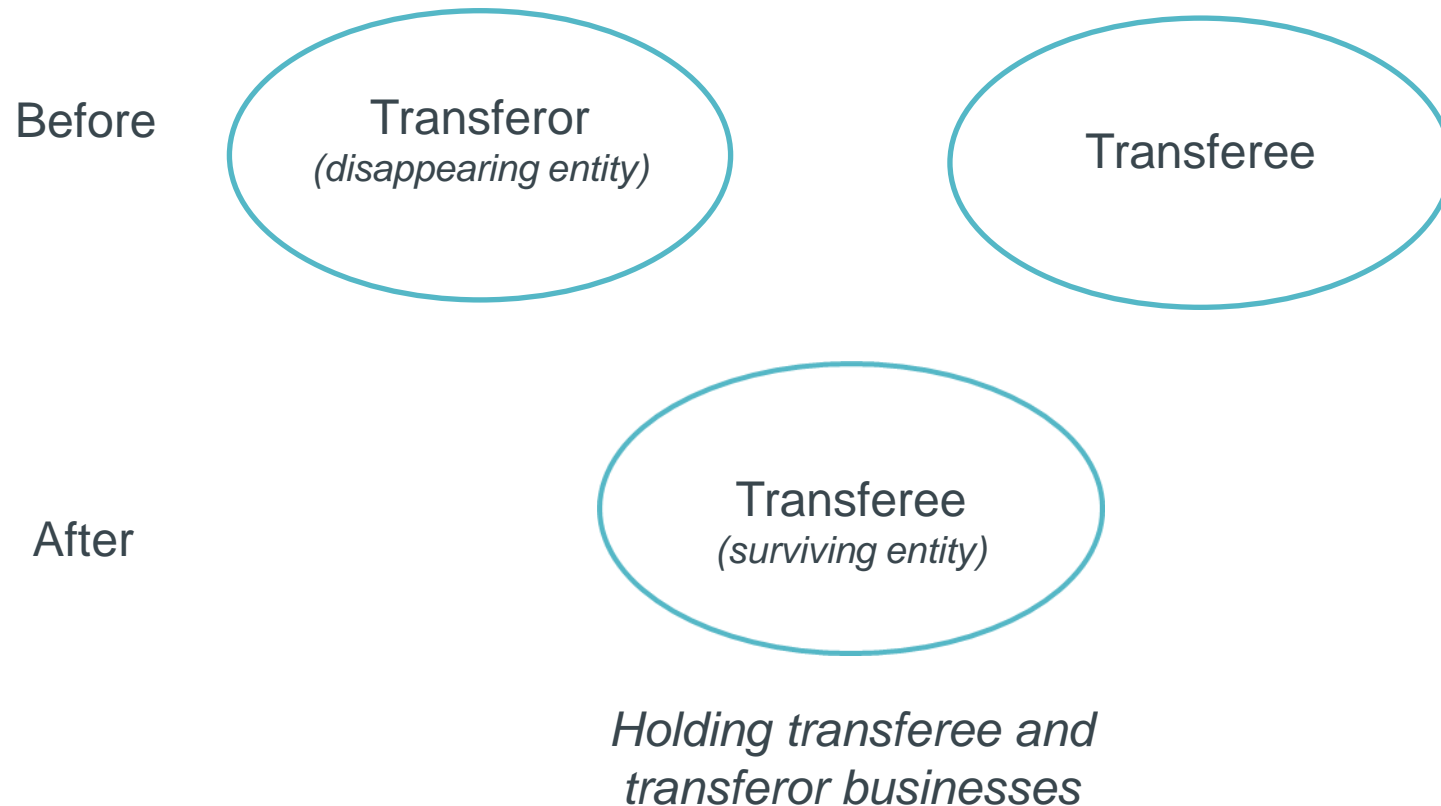 Before
Transferor
(disappearing entity)
Transferee
After
Transferee
(surviving entity)
Holding transferee and
transferor businesses